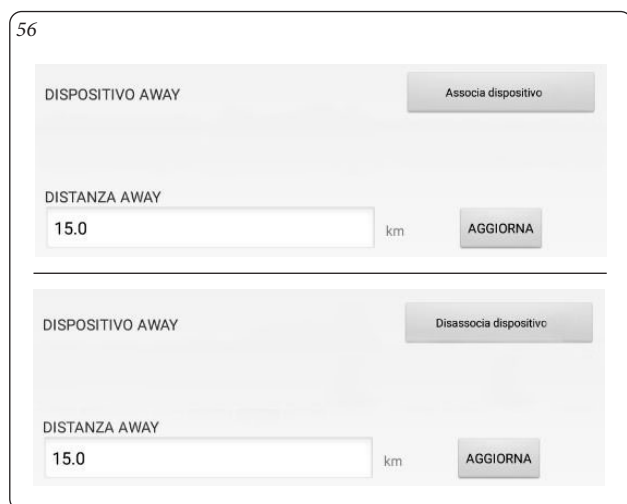 56
DISPOSITIVO AWAY
Associa dispositivo
DISTANZA AWAY
15.0 km AGGIORNA
DISPOSITIVO AWAY
Disassocia dispositivo
DISTANZA AWAY
15.0 km AGGIORNA